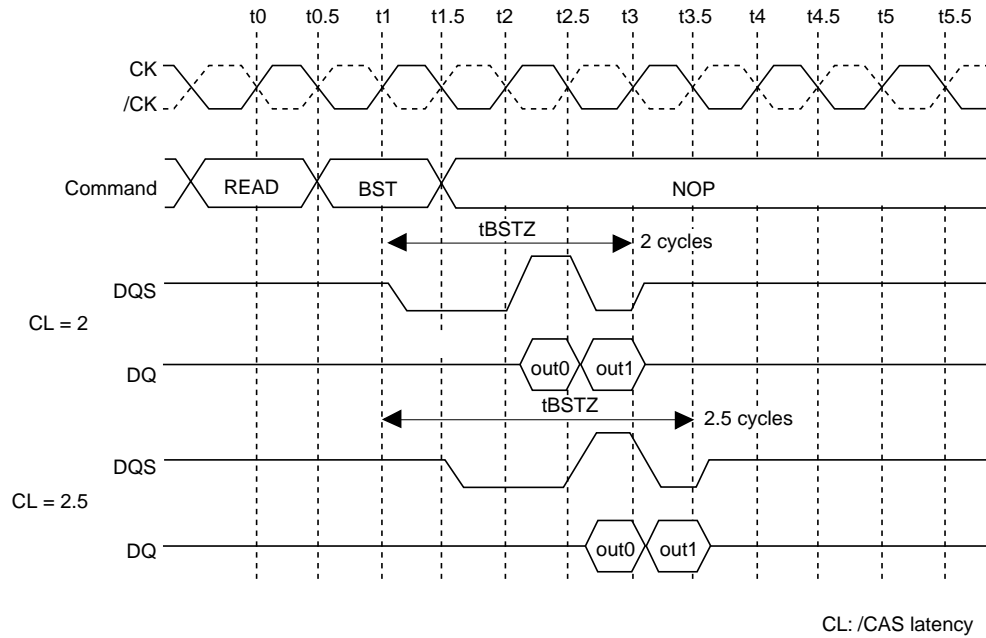 t0 t0.5 t1 t1.5 t2 t2.5 t3 t3.5 t4 t4.5 t5 t5.5
CK
/CK
Command READ BST NOP
tBSTZ 2 cycles
DQS
CL = 2
DQ out0 out1
tBSTZ 2.5 cycles
DQS
CL = 2.5
DQ out0 out1
CL: /CAS latency